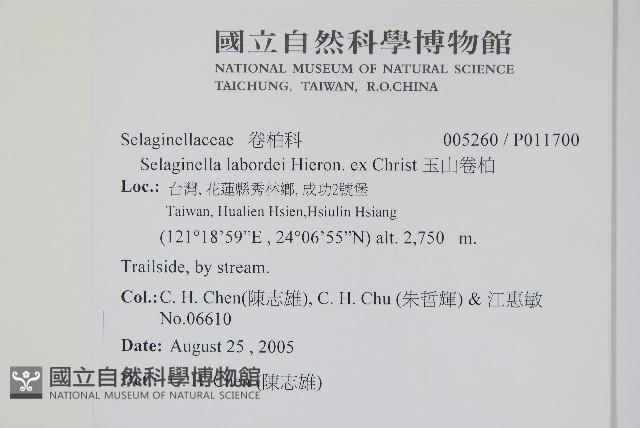 國立自然科學博物館
NATIONAL MUSEUM OF NATURAL SCIENCE
TAICHUNG, TAIWAN, R.O.CHINA
Selaginellaceae 卷柏科 005260 / P011700
Selaginella labordei Hieron. ex Christ 玉山卷柏
Loc.: 台灣, 花蓮縣秀林鄉, 成功2號堡
Taiwan, Hualien Hsien,Hsiulin Hsiang
(121°18'59"E , 24°06'55"N) alt. 2,750 m.
Trailside, by stream.
Col.: C. H. Chen(陳志雄), C. H. Chu (朱哲輝) & 江惠敏
No.06610
Date: August 25 , 2005
C. H. Chen (陳志雄)
國立自然科學博物館
NATIONAL MUSEUM OF NATURAL SCIENCE